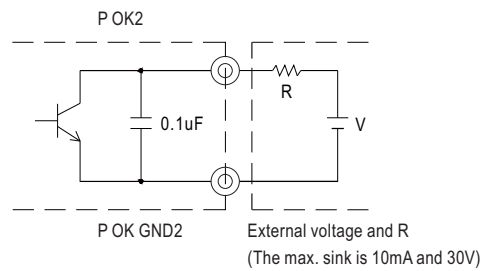 P OK2
R
0.1uF
V
P OK GND2
External voltage and R
(The max. sink is 10mA and 30V)